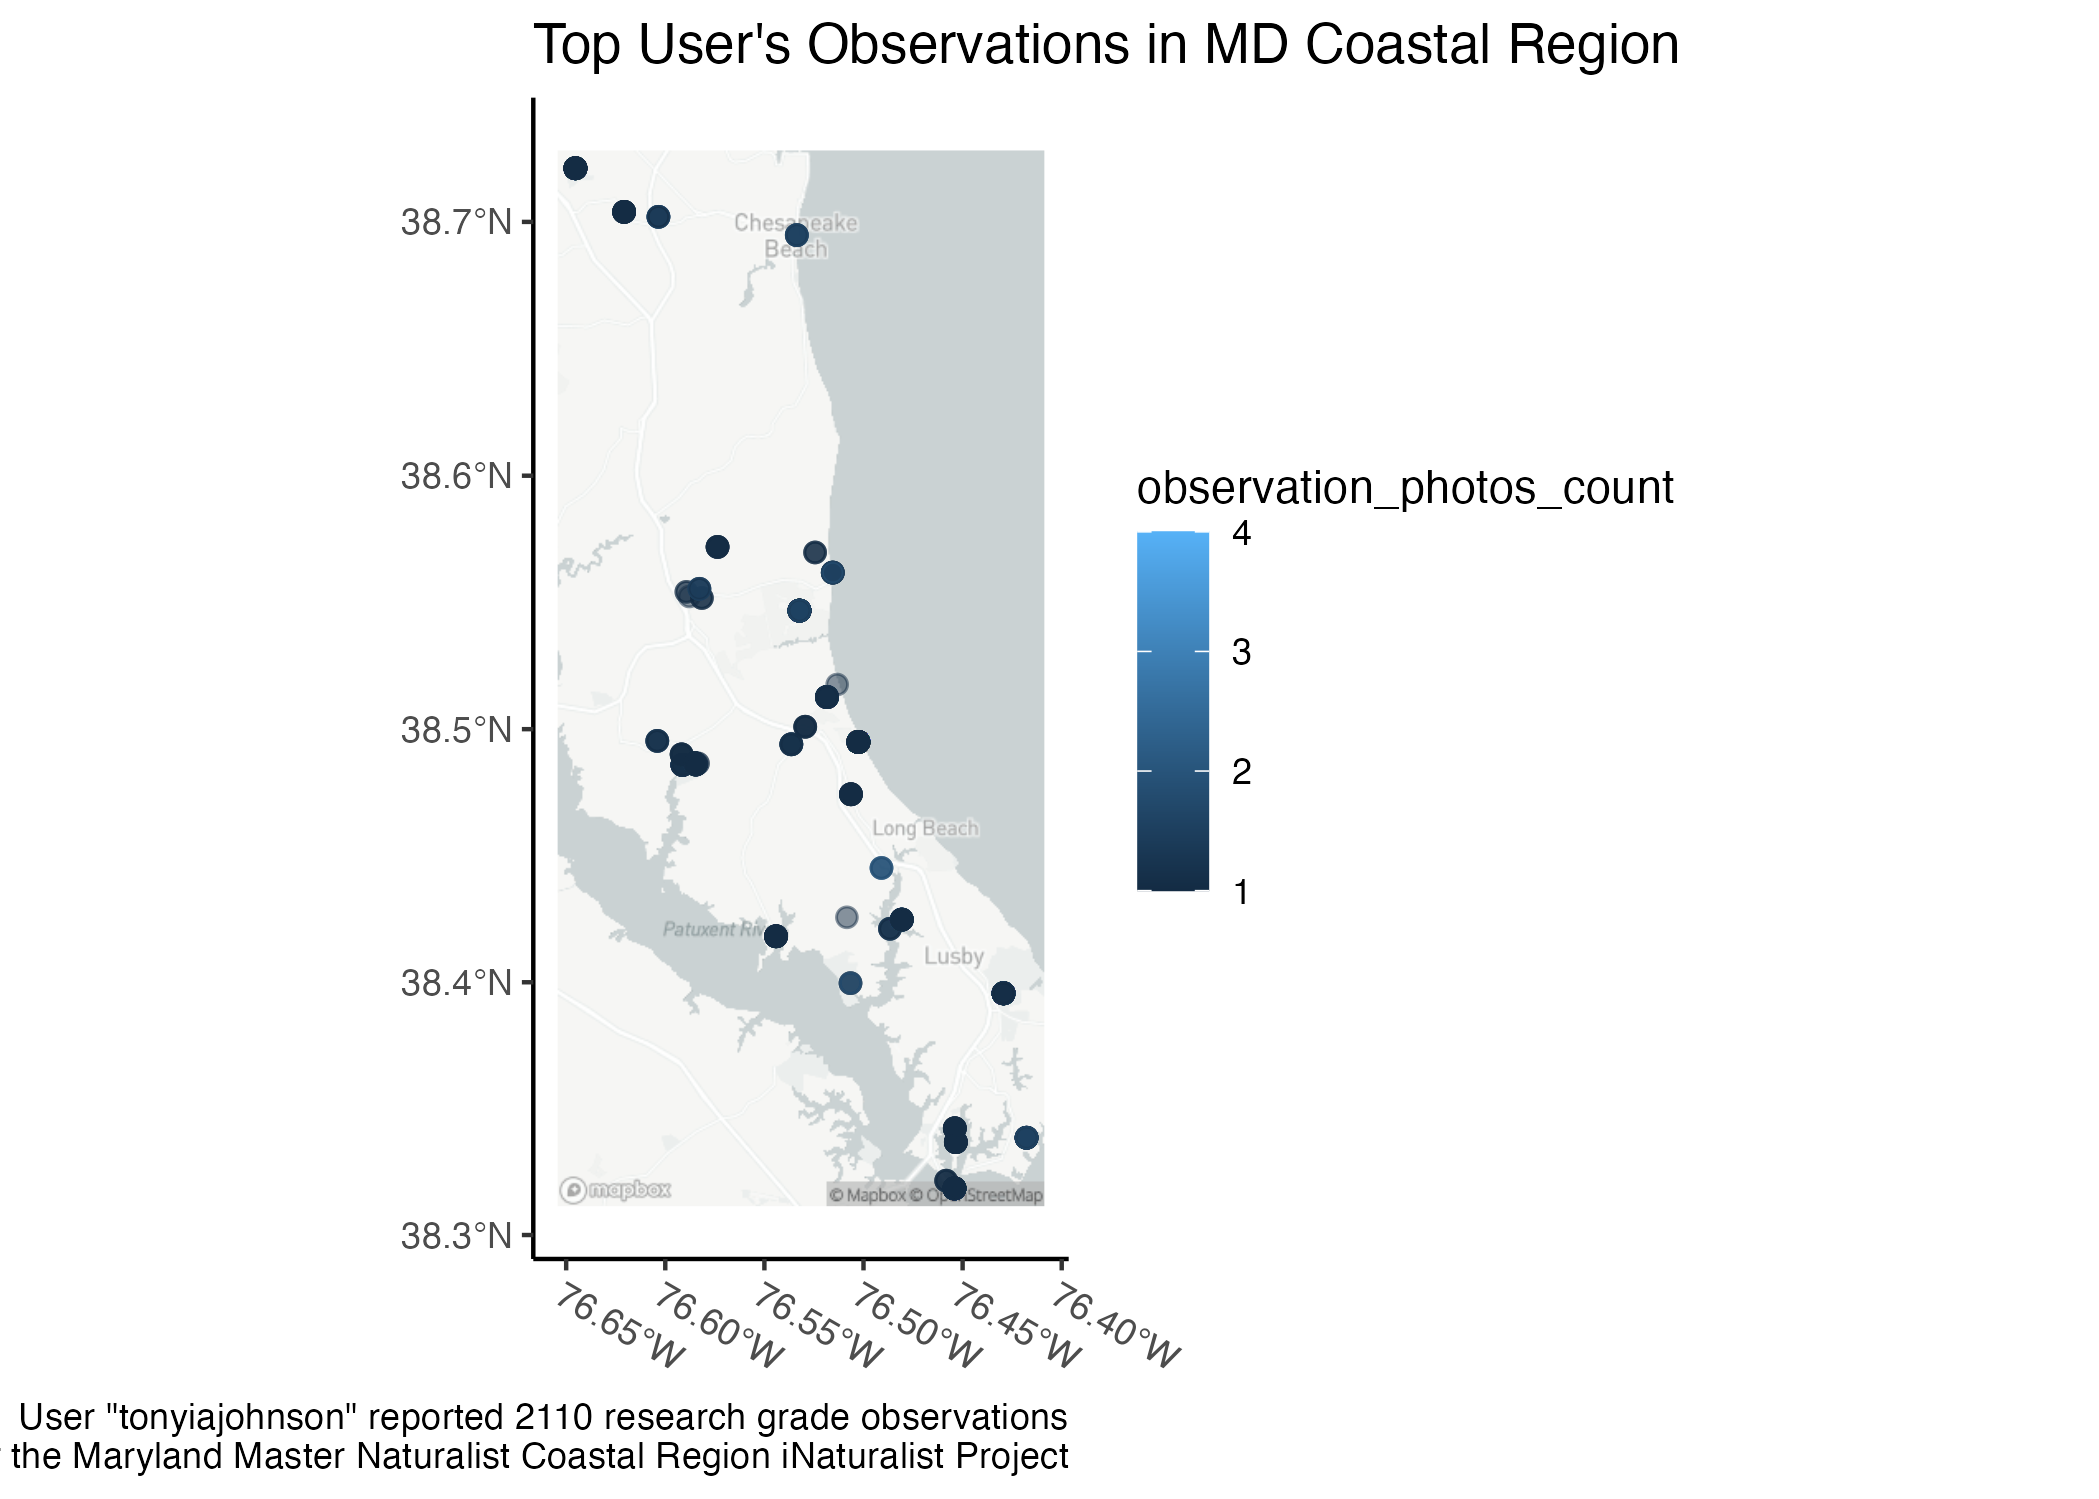 Top User's Observations in MD Coastal Region
38.7°N
38.6°N
38.5°N
38.4°N
38.3°N
Chesapeake
Beach
Long Beach
Patuxent Riv
Lusby
mapbox
© Mapbox © OpenStreetMap
76.65°W
76.60°W
76.55°W
76.50°W
76.45°W
76.40°W
observation_photos_count
4
3
2
1
User "tonyiajohnson" reported 2110 research grade observations
the Maryland Master Naturalist Coastal Region iNaturalist Project